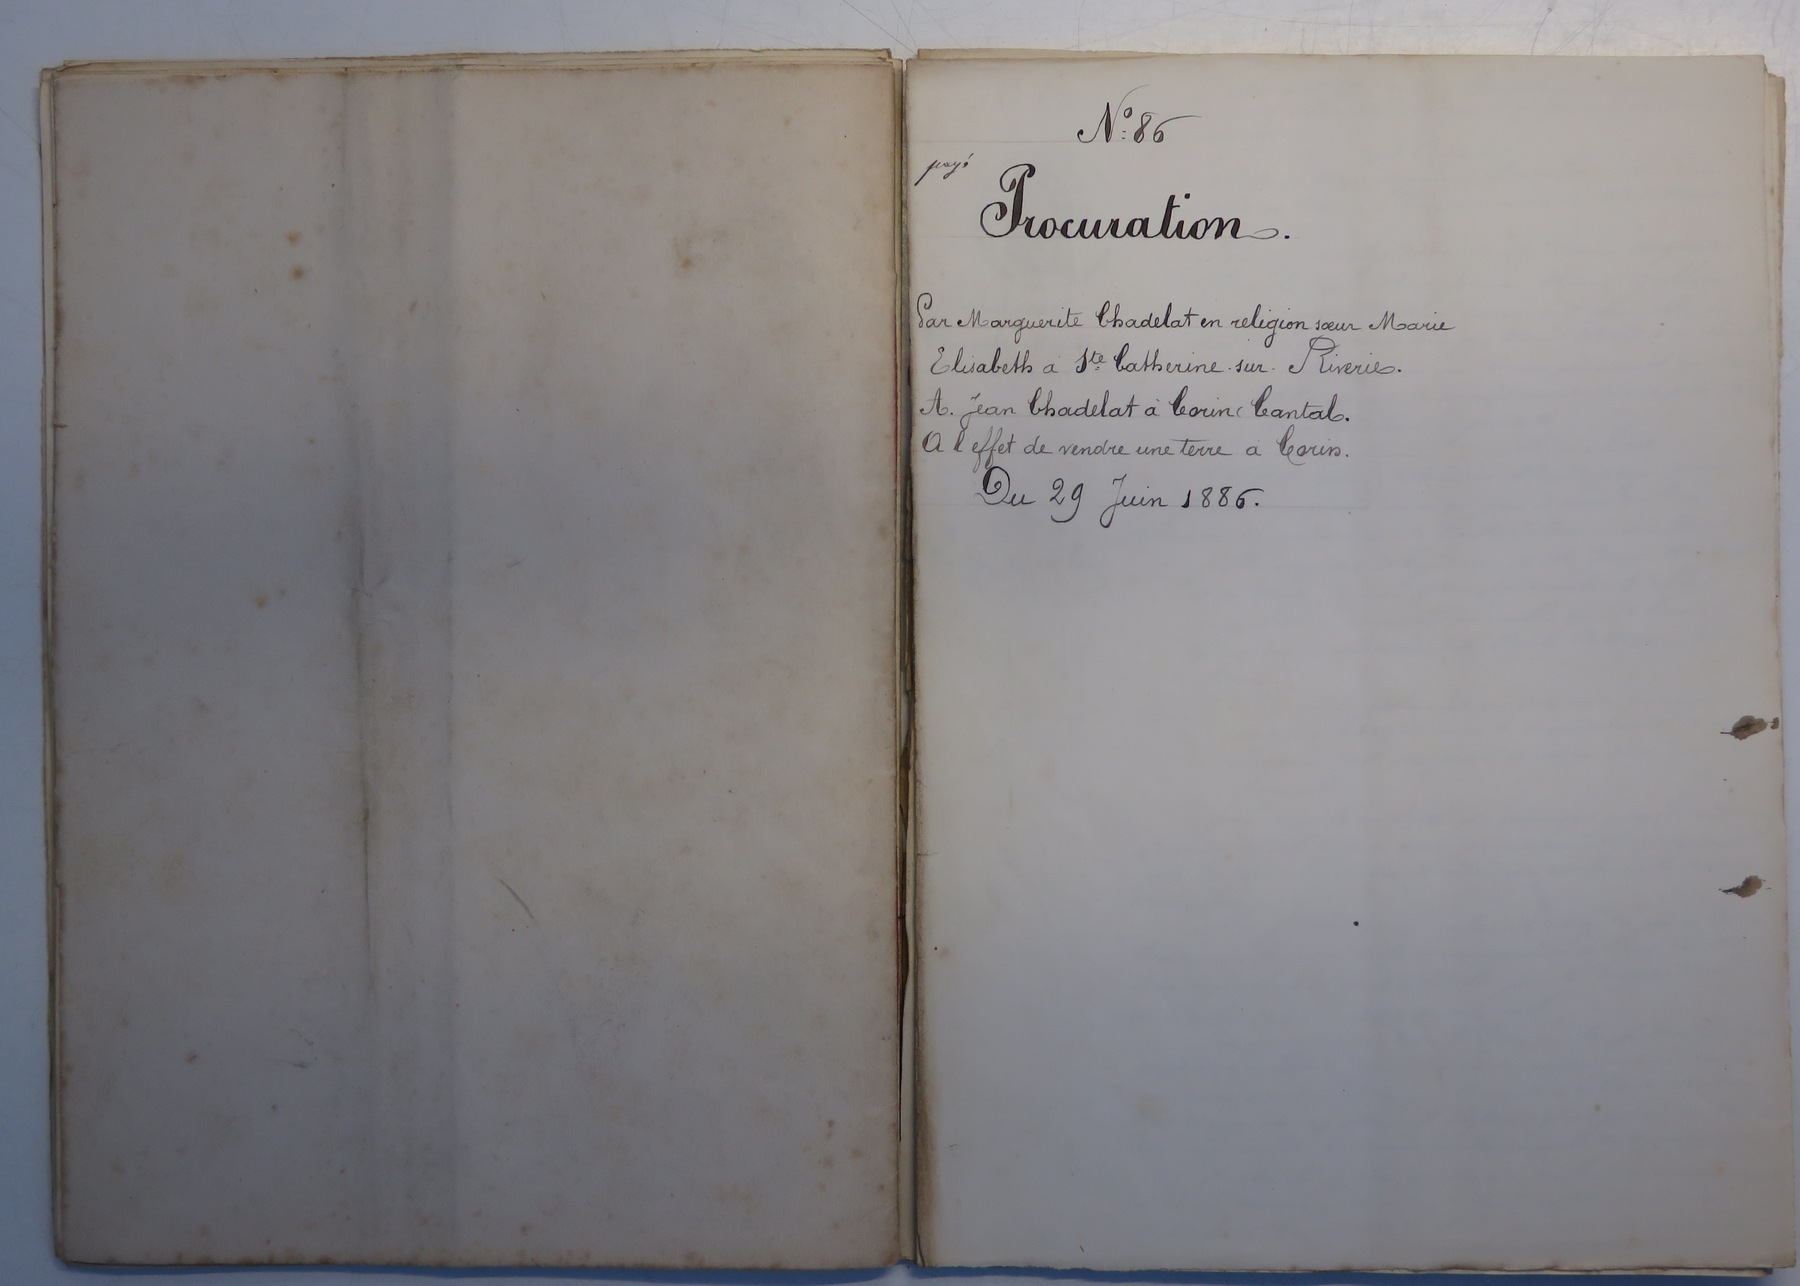 N° 86
payé
Procuration.
Par Marguerite Chadelat en religion sœur Marie
Elisabeth à Ste Catherine sur Riverie.
A. Jean Chadelat à Corin (Cantal.
A l'effet de vendre une terre à Corin.
Du 29 Juin 1886.